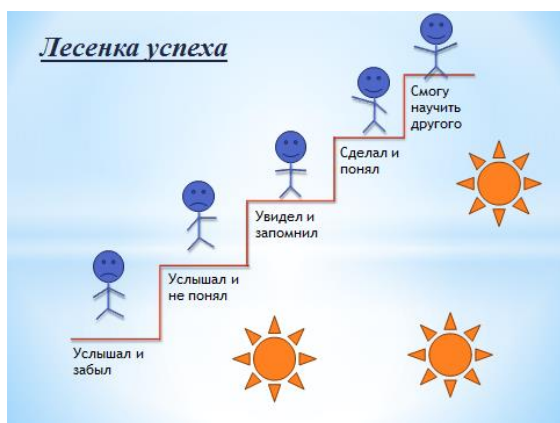 Лесенка успеха
Смогу
научить
другого
Сделал и
понял
Увидел и
запомнил
Услышал и
не понял
Услышал и
забыл